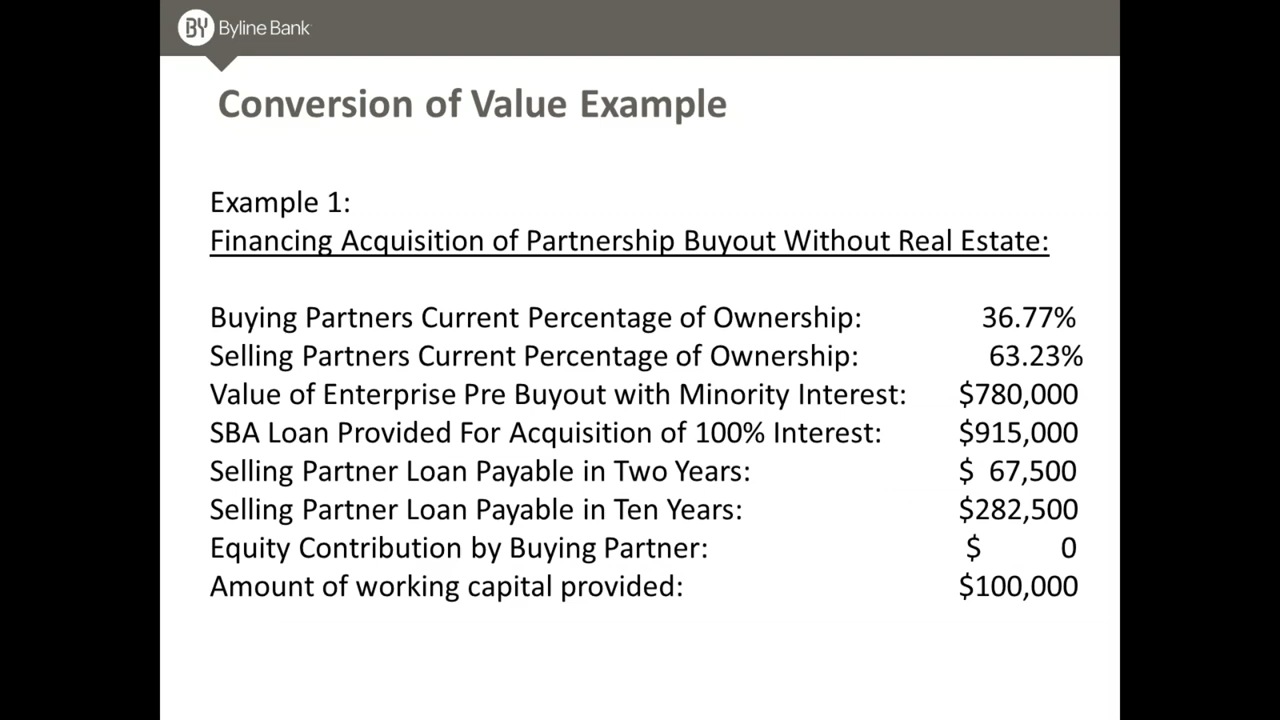 BY Byline Bank
Conversion of Value Example
Example 1:
Financing Acquisition of Partnership Buyout Without Real Estate:
Buying Partners Current Percentage of Ownership: 36.77%
Selling Partners Current Percentage of Ownership: 63.23%
Value of Enterprise Pre Buyout with Minority Interest: $780,000
SBA Loan Provided For Acquisition of 100% Interest: $915,000
Selling Partner Loan Payable in Two Years: $ 67,500
Selling Partner Loan Payable in Ten Years: $282,500
Equity Contribution by Buying Partner: $ 0
Amount of working capital provided: $100,000